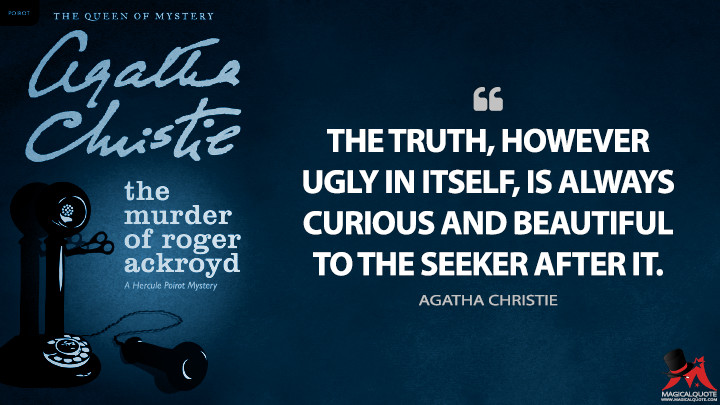 POIROT
THE QUEEN OF MYSTERY
Agatha
Christie
the
murder
of roger
ackroyd
A Hercule Poirot Mystery
“
THE TRUTH, HOWEVER
UGLY IN ITSELF, IS ALWAYS
CURIOUS AND BEAUTIFUL
TO THE SEEKER AFTER IT.
AGATHA CHRISTIE
MAGICALQUOTE
WWW.MAGICALQUOTE.COM